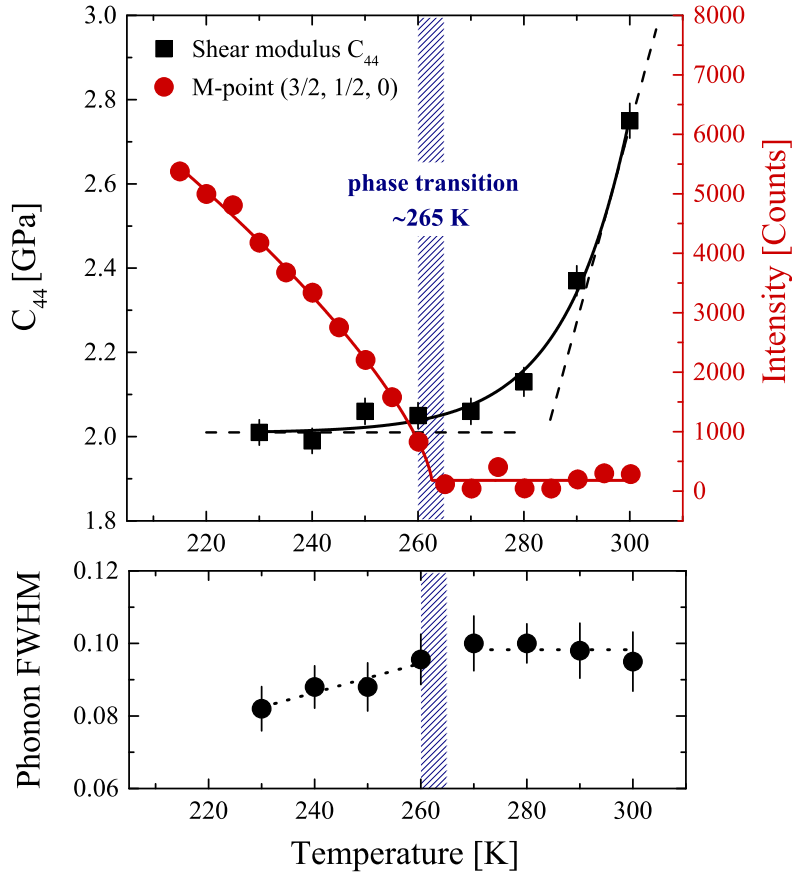 Shear modulus C44
M-point (3/2, 1/2, 0)
phase transition
~265 K
C44 [GPa]
3.0
2.8
2.6
2.4
2.2
2.0
1.8
Intensity [Counts]
8000
7000
6000
5000
4000
3000
2000
1000
0
220 240 260 280 300
Phonon FWHM
0.12
0.10
0.08
0.06
220 240 260 280 300
Temperature [K]